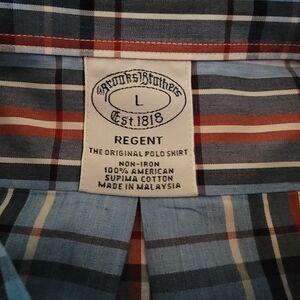 Brooks Brothers
L
Est. 1818
REGENT
THE ORIGINAL POLO SHIRT
NON-IRON
100% AMERICAN
SUPIMA COTTON
MADE IN MALAYSIA